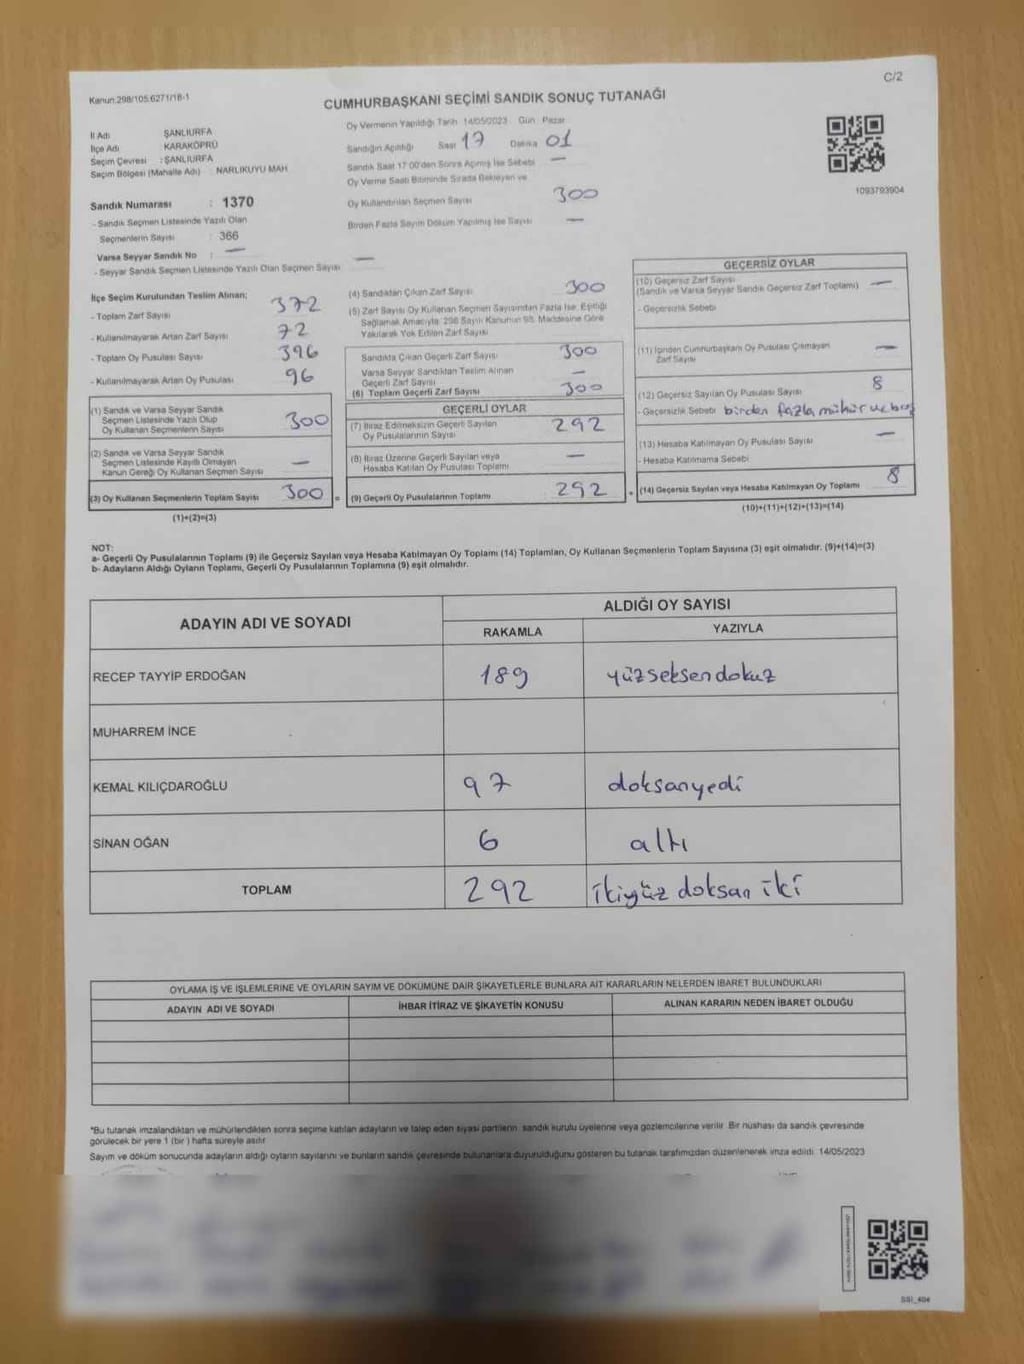 C/2
Kanun:298/105.6271/18-1
CUMHURBAŞKANI SEÇİMİ SANDIK SONUÇ TUTANAĞI
İl Adı ŞANLIURFA
İlçe Adı KARAKÖPRÜ
Seçim Çevresi : ŞANLIURFA
Seçim Bölgesi (Mahalle Adı) : NARLIKUYU MAH.
Sandık Numarası : 1370
- Sandık Seçmen Listesinde Yazılı Olan
Seçmenlerin Sayısı : 366
Varsa Seyyar Sandık No : —
- Seyyar Sandık Seçmen Listesinde Yazılı Olan Seçmen Sayısı —
Oy Vermenin Yapıldığı Tarih 14/05/2023 Gün : Pazar
Sandığın Açıldığı Saat 17 Dakika 01
Sandık Saat 17:00'den Sonra Açılmış İse Sebebi —
Oy Verme Saati Bitiminde Sırada Bekleyen ve
Oy Kullandırılan Seçmen Sayısı 300
Birden Fazla Sayım Döküm Yapılmış İse Sayısı —
1093793904
İlçe Seçim Kurulundan Teslim Alınan;
- Toplam Zarf Sayısı 372
- Kullanılmayarak Artan Zarf Sayısı 72
- Toplam Oy Pusulası Sayısı 396
- Kullanılmayarak Artan Oy Pusulası 96
(1) Sandık ve Varsa Seyyar Sandık
Seçmen Listesinde Yazılı Olup
Oy Kullanan Seçmenlerin Sayısı 300
(2) Sandık ve Varsa Seyyar Sandık
Seçmen Listesinde Kayıtlı Olmayan
Kanun Gereği Oy Kullanan Seçmen Sayısı —
(3) Oy Kullanan Seçmenlerin Toplam Sayısı 300 =
(1)+(2)=(3)
(4) Sandıktan Çıkan Zarf Sayısı 300
(5) Zarf Sayısı Oy Kullanan Seçmen Sayısından Fazla İse, Eşitliği
Sağlamak Amacıyla 298 Sayılı Kanunun 98. Maddesine Göre
Yakılarak Yok Edilen Zarf Sayısı
Sandıkta Çıkan Geçerli Zarf Sayısı 300
Varsa Seyyar Sandıktan Teslim Alınan
Geçerli Zarf Sayısı —
(6) Toplam Geçerli Zarf Sayısı 300
GEÇERLİ OYLAR
(7) İtiraz Edilmeksizin Geçerli Sayılan
Oy Pusulalarının Sayısı 292
(8) İtiraz Üzerine Geçerli Sayılan veya
Hesaba Katılan Oy Pusulası Toplamı —
(9) Geçerli Oy Pusulalarının Toplamı 292 +
GEÇERSİZ OYLAR
(10) Geçersiz Zarf Sayısı
(Sandık ve Varsa Seyyar Sandık Geçersiz Zarf Toplamı) —
- Geçersizlik Sebebi
(11) İçinden Cumhurbaşkanı Oy Pusulası Çıkmayan
Zarf Sayısı —
(12) Geçersiz Sayılan Oy Pusulası Sayısı 8
- Geçersizlik Sebebi birden fazla mühür ve boş
(13) Hesaba Katılmayan Oy Pusulası Sayısı —
- Hesaba Katılmama Sebebi
(14) Geçersiz Sayılan veya Hesaba Katılmayan Oy Toplamı 8
(10)+(11)+(12)+(13)=(14)
NOT:
a- Geçerli Oy Pusulalarının Toplamı (9) ile Geçersiz Sayılan veya Hesaba Katılmayan Oy Toplamı (14) Toplamları, Oy Kullanan Seçmenlerin Toplam Sayısına (3) eşit olmalıdır. (9)+(14)=(3)
b- Adayların Aldığı Oyların Toplamı, Geçerli Oy Pusulalarının Toplamına (9) eşit olmalıdır.
ADAYIN ADI VE SOYADI ALDIĞI OY SAYISI
RAKAMLA YAZIYLA
RECEP TAYYİP ERDOĞAN 189 yüzseksendokuz
MUHARREM İNCE
KEMAL KILIÇDAROĞLU 97 doksanyedi
SİNAN OĞAN 6 altı
TOPLAM 292 ikiyüz doksan iki
OYLAMA İŞ VE İŞLEMLERİNE VE OYLARIN SAYIM VE DÖKÜMÜNE DAİR ŞİKAYETLERLE BUNLARA AİT KARARLARIN NELERDEN İBARET BULUNDUKLARI
ADAYIN ADI VE SOYADI İHBAR İTİRAZ VE ŞİKAYETİN KONUSU ALINAN KARARIN NEDEN İBARET OLDUĞU
*Bu tutanak imzalandıktan ve mühürlendikten sonra seçime katılan adayların ve talep eden siyasi partilerin sandık kurulu üyelerine veya gözlemcilerine verilir. Bir nüshası da sandık çevresinde
görülecek bir yere 1 (bir) hafta süreyle asılır.
Sayım ve döküm sonucunda adayların aldığı oyların sayılarını ve bunların sandık çevresinde bulunanlara duyurulduğunu gösteren bu tutanak tarafımızdan düzenlenerek imza edildi. 14/05/2023
SSI_404